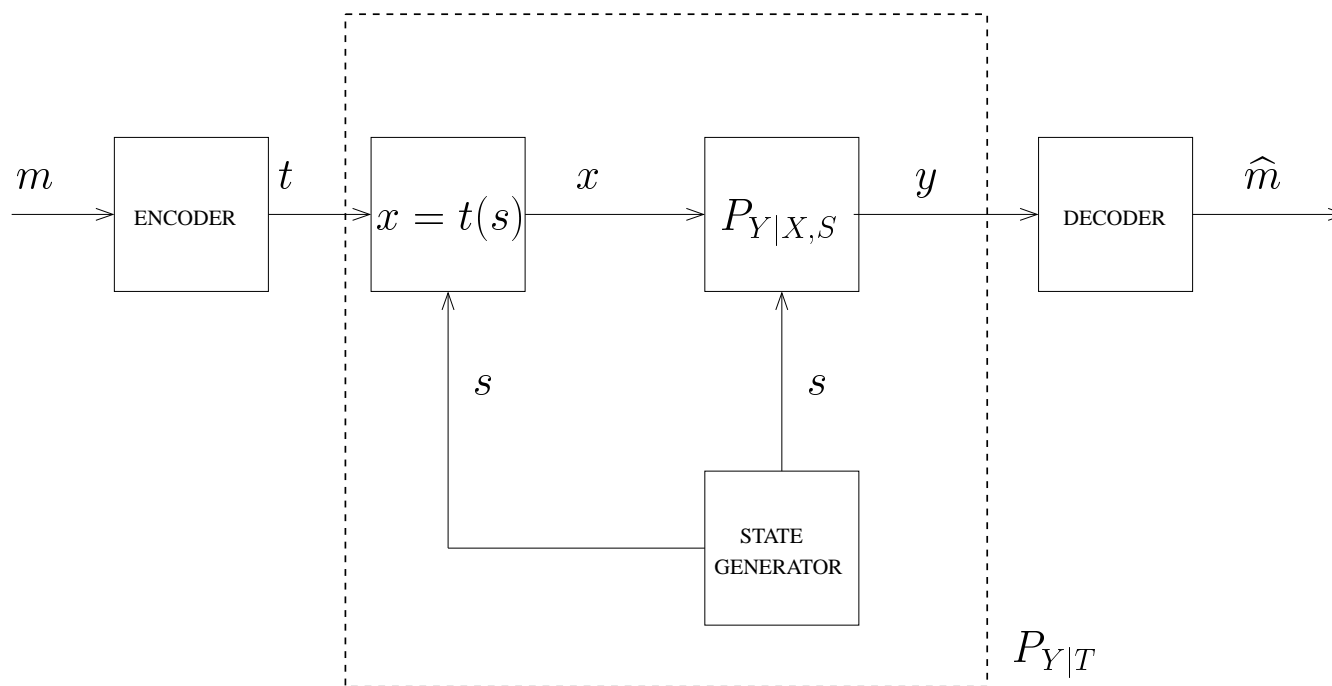 m
ENCODER
t
x = t(s)
x
P_{Y|X,S}
y
DECODER
m̂
s
s
STATE
GENERATOR
P_{Y|T}